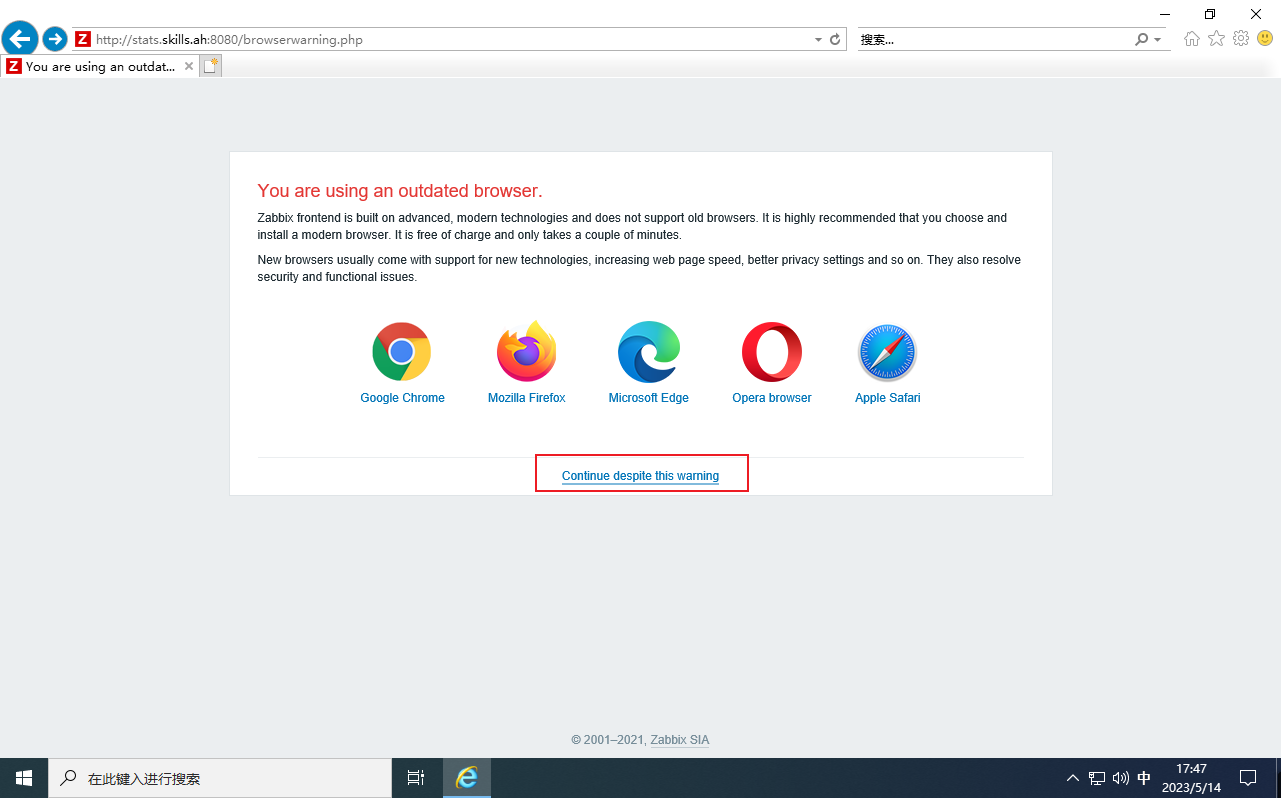 http://stats.skills.ah:8080/browserwarning.php
搜索...
You are using an outdat...
You are using an outdated browser.
Zabbix frontend is built on advanced, modern technologies and does not support old browsers. It is highly recommended that you choose and
install a modern browser. It is free of charge and only takes a couple of minutes.
New browsers usually come with support for new technologies, increasing web page speed, better privacy settings and so on. They also resolve
security and functional issues.
Google Chrome
Mozilla Firefox
Microsoft Edge
Opera browser
Apple Safari
Continue despite this warning
© 2001–2021, Zabbix SIA
在此键入进行搜索
中
17:47
2023/5/14